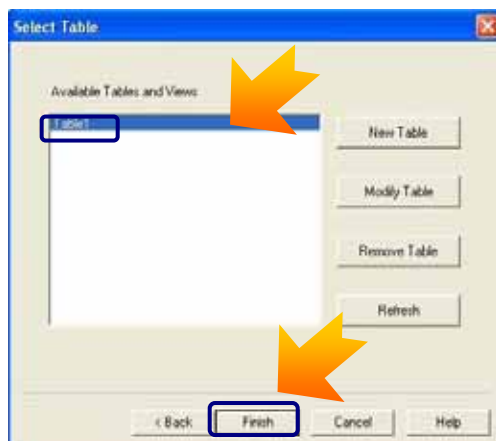 Select Table
Available Tables and Views
Table1
New Table
Modify Table
Remove Table
Refresh
< Back
Finish
Cancel
Help